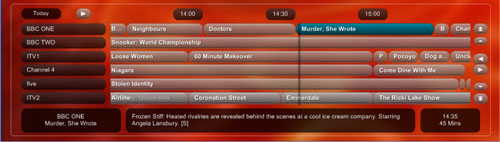 Today 14:00 14:30 15:00
BBC ONE B... Neighbours Doctors Murder, She Wrote B Chan
BBC TWO Snooker: World Championship
ITV1 Loose Women 60 Minute Makeover P Pocoyo Dog a... Uncl
Channel 4 Niagara Come Dine With Me
five Stolen Identity
ITV2 Airline Coronation Street Emmerdale The Ricki Lake Show
BBC ONE
Murder, She Wrote
Frozen Stiff: Heated rivalries are revealed behind the scenes at a cool ice cream company. Starring
Angela Lansbury. [S]
14:35
45 Mins